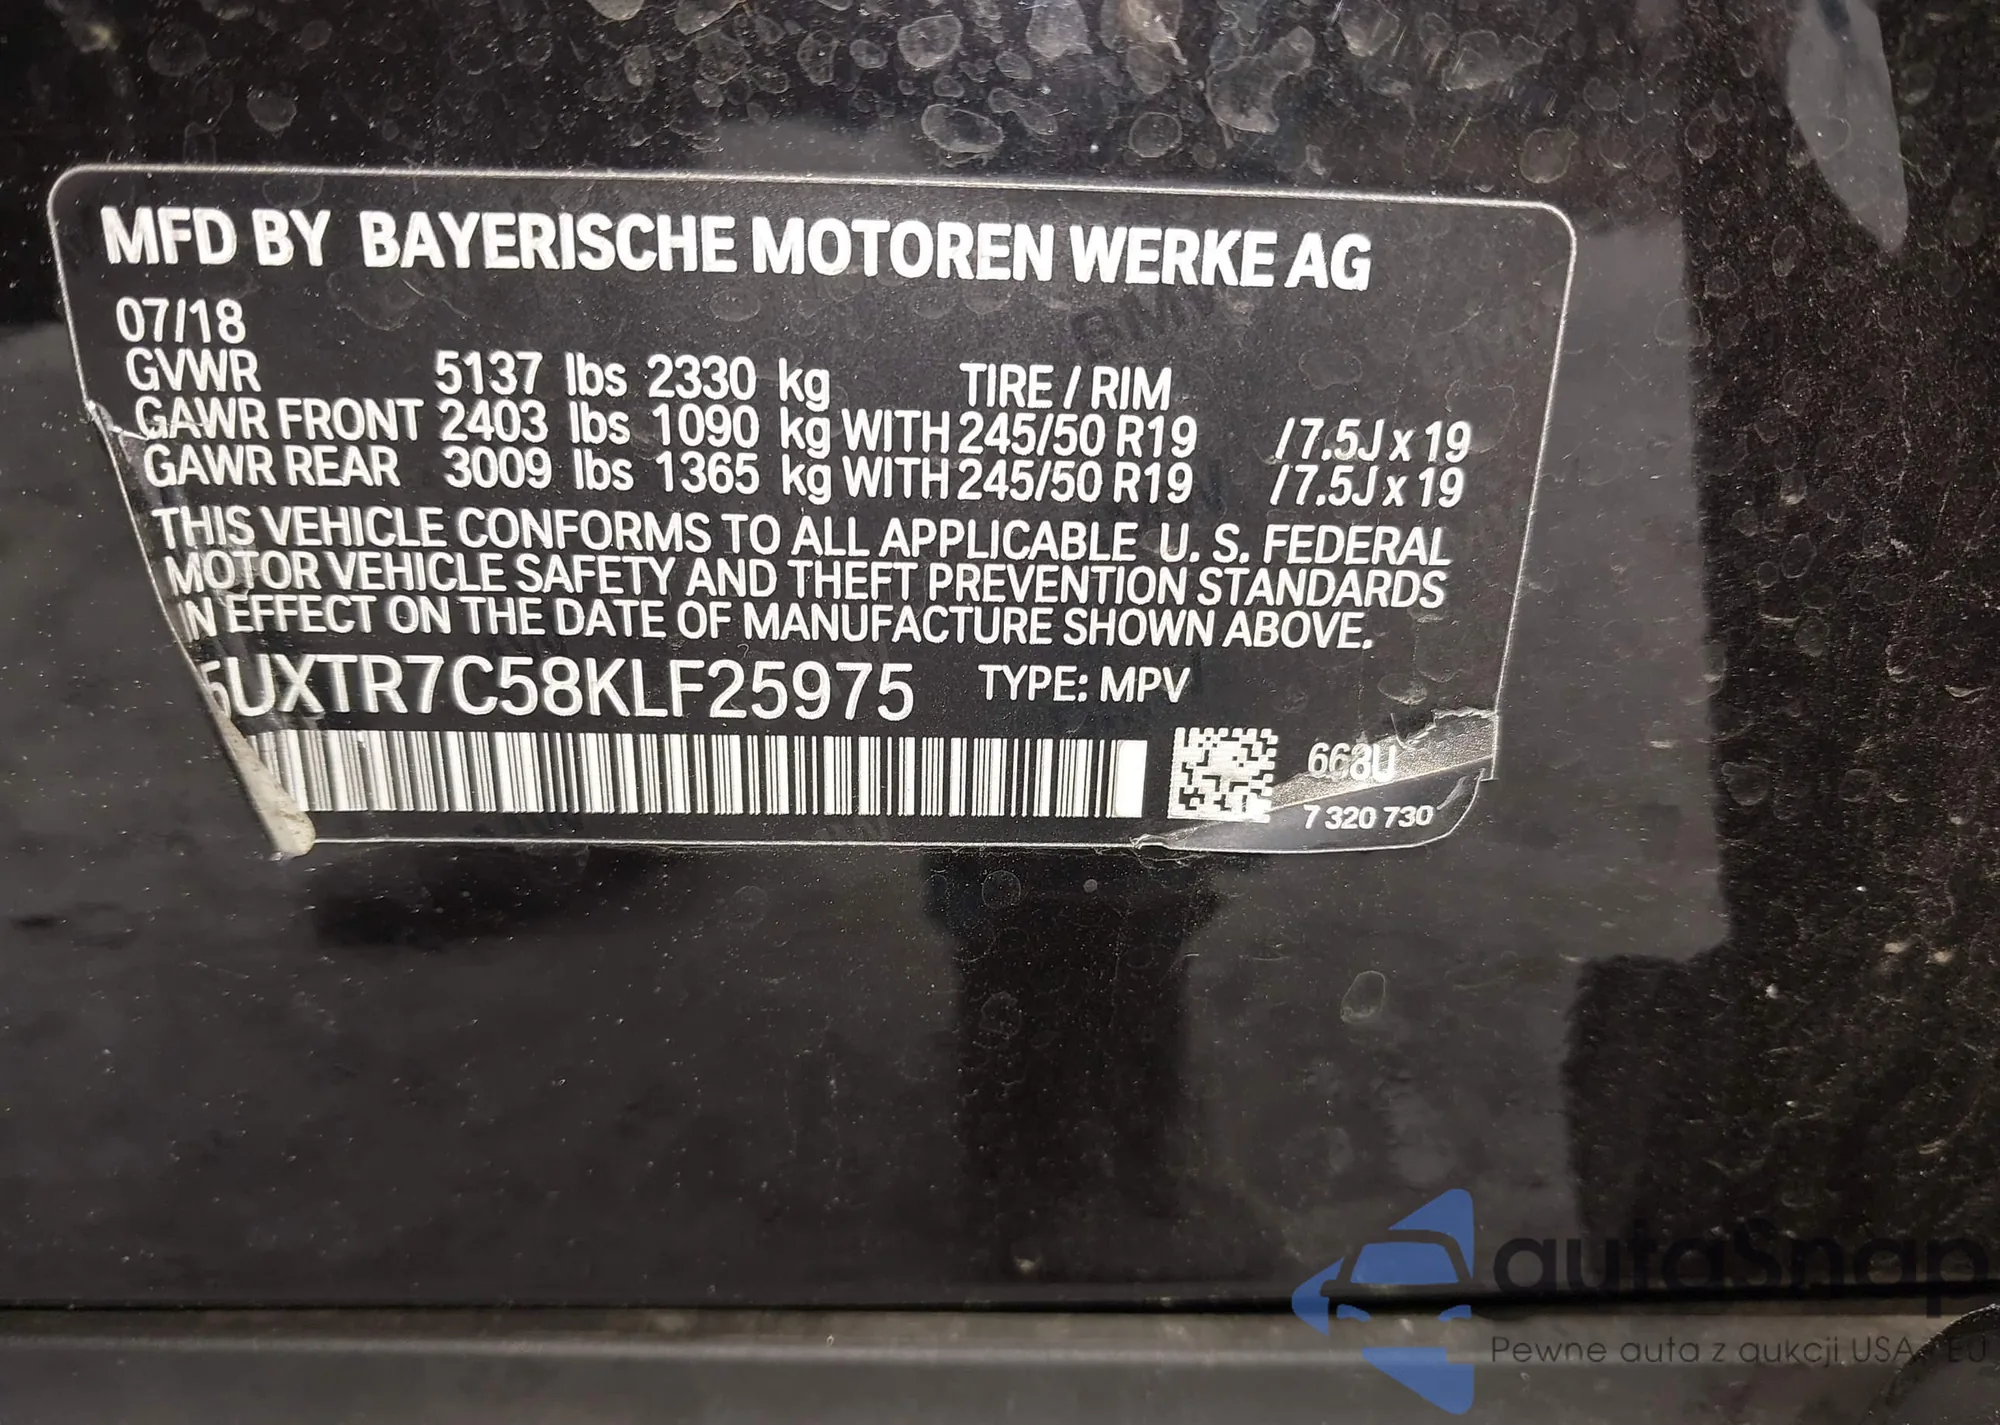 MFD BY BAYERISCHE MOTOREN WERKE AG
07/18
GVWR 5137 lbs 2330 kg TIRE / RIM
GAWR FRONT 2403 lbs 1090 kg WITH 245/50 R19 /7.5J x 19
GAWR REAR 3009 lbs 1365 kg WITH 245/50 R19 /7.5J x 19
THIS VEHICLE CONFORMS TO ALL APPLICABLE U. S. FEDERAL
MOTOR VEHICLE SAFETY AND THEFT PREVENTION STANDARDS
IN EFFECT ON THE DATE OF MANUFACTURE SHOWN ABOVE.
5UXTR7C58KLF25975 TYPE: MPV
668U
7 320 730
autaSnap
Pewne auta z aukcji USA i EU